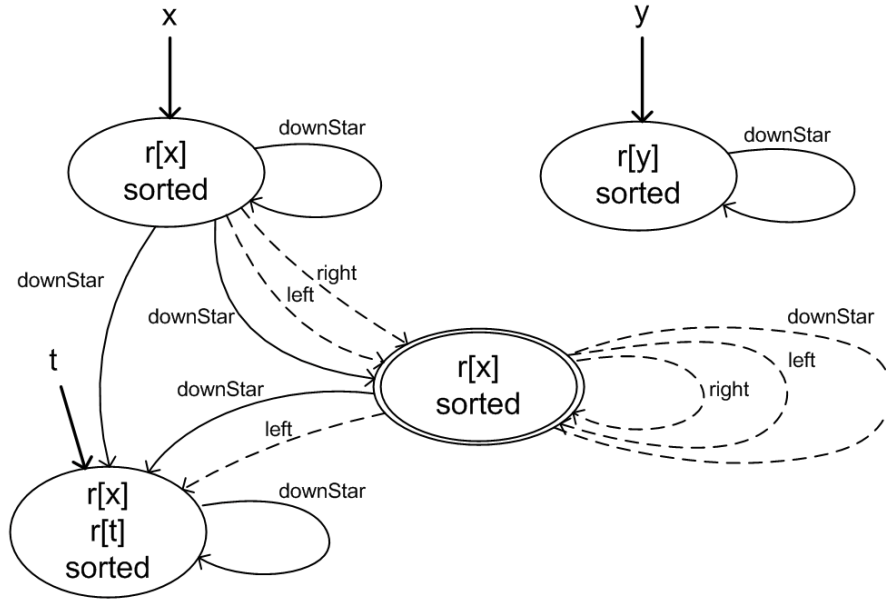 x
y
downStar
r[x]
sorted
downStar
r[y]
sorted
downStar
right
left
downStar
downStar
t
r[x]
sorted
left
right
downStar
left
r[x]
r[t]
sorted
downStar